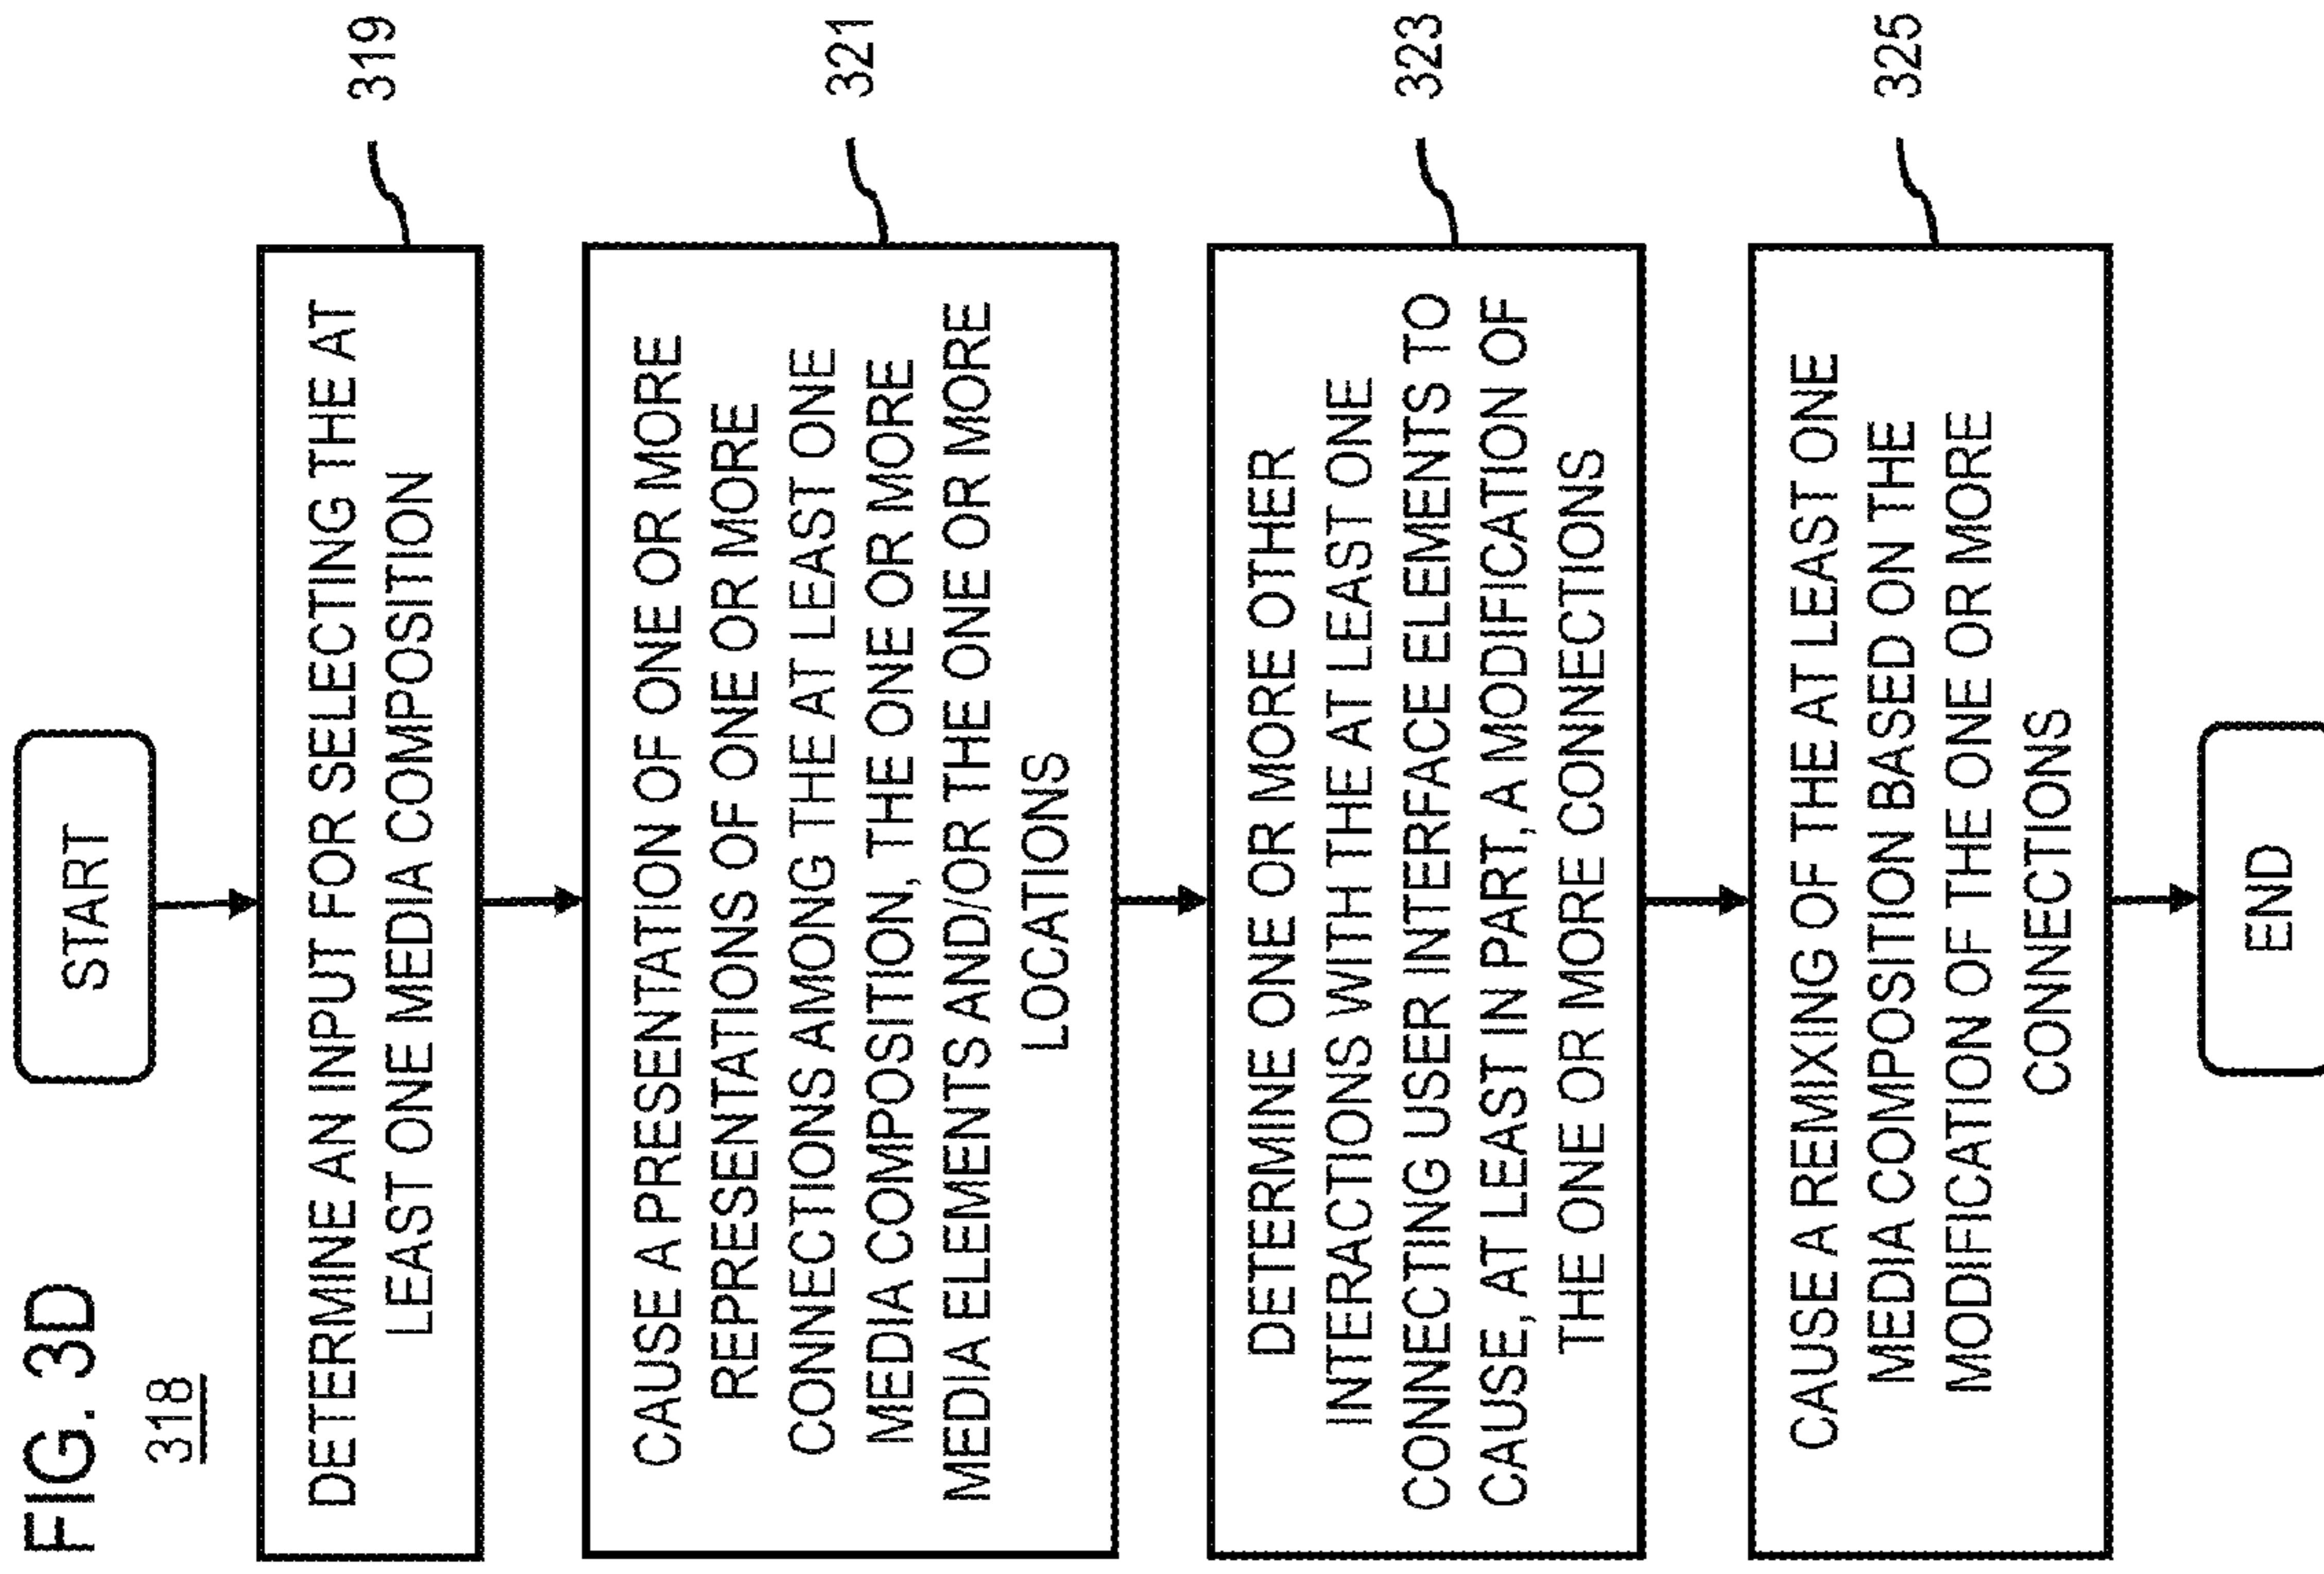 FIG. 3D
318
START
DETERMINE AN INPUT FOR SELECTING THE AT
LEAST ONE MEDIA COMPOSITION
319
CAUSE A PRESENTATION OF ONE OR MORE
REPRESENTATIONS OF ONE OR MORE
CONNECTIONS AMONG THE AT LEAST ONE
MEDIA COMPOSITION, THE ONE OR MORE
MEDIA ELEMENTS AND/OR THE ONE OR MORE
LOCATIONS
321
DETERMINE ONE OR MORE OTHER
INTERACTIONS WITH THE AT LEAST ONE
CONNECTING USER INTERFACE ELEMENTS TO
CAUSE, AT LEAST IN PART, A MODIFICATION OF
THE ONE OR MORE CONNECTIONS
323
CAUSE A REMIXING OF THE AT LEAST ONE
MEDIA COMPOSITION BASED ON THE
MODIFICATION OF THE ONE OR MORE
CONNECTIONS
325
END